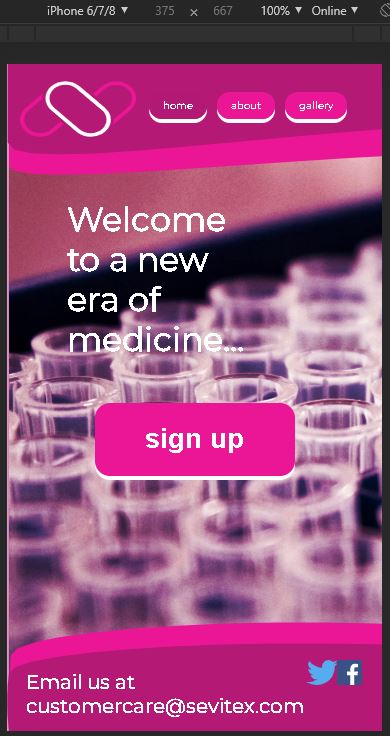 iPhone 6/7/8 ▼ 375 × 667 100% ▼ Online ▼
home about gallery
Welcome
to a new
era of
medicine...
sign up
Email us at
customercare@sevitex.com